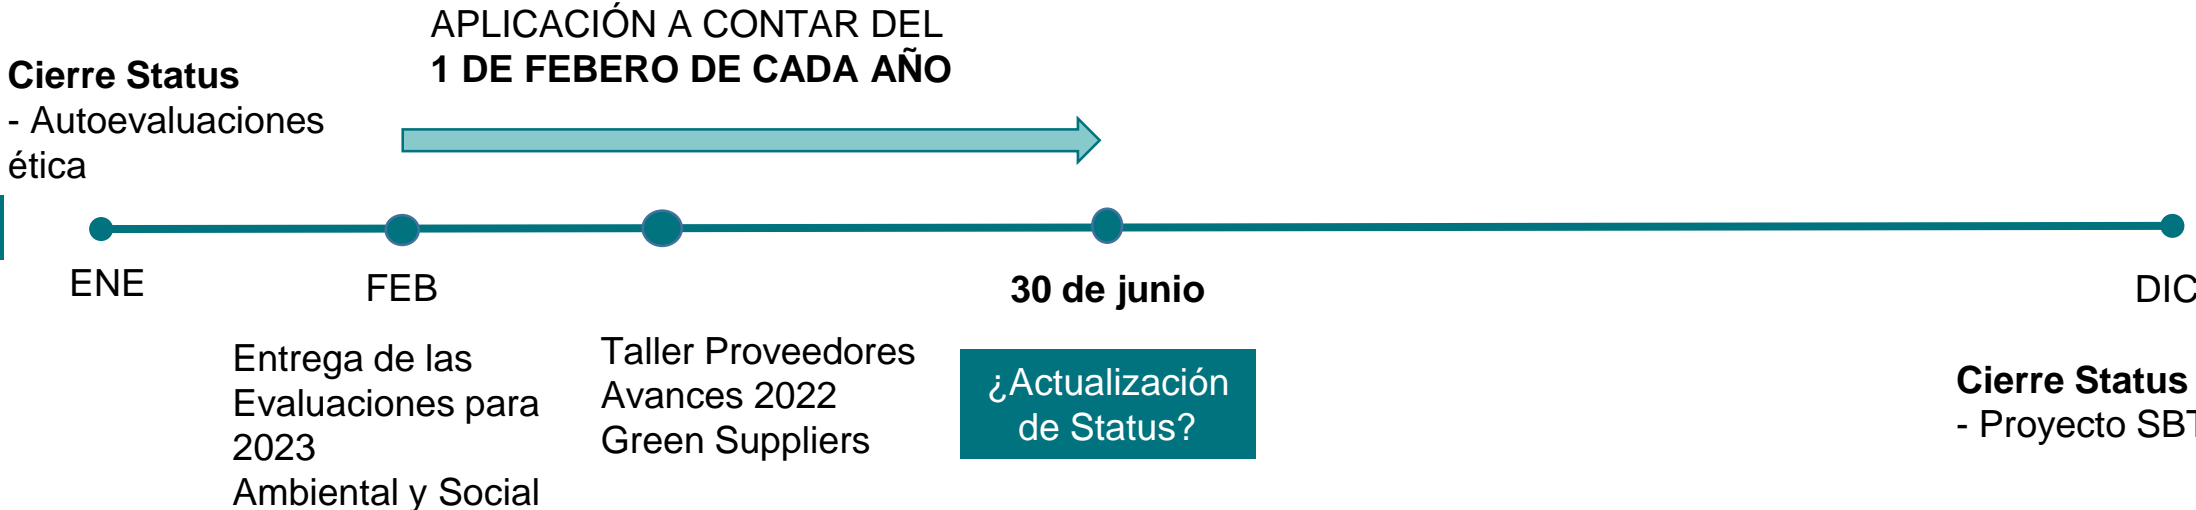 APLICACIÓN A CONTAR DEL
1 DE FEBERO DE CADA AÑO
Cierre Status
- Autoevaluaciones
ética
ENE
FEB
30 de junio
DIC
Entrega de las
Evaluaciones para
2023
Ambiental y Social
Taller Proveedores
Avances 2022
Green Suppliers
¿Actualización
de Status?
Cierre Status
- Proyecto SBT